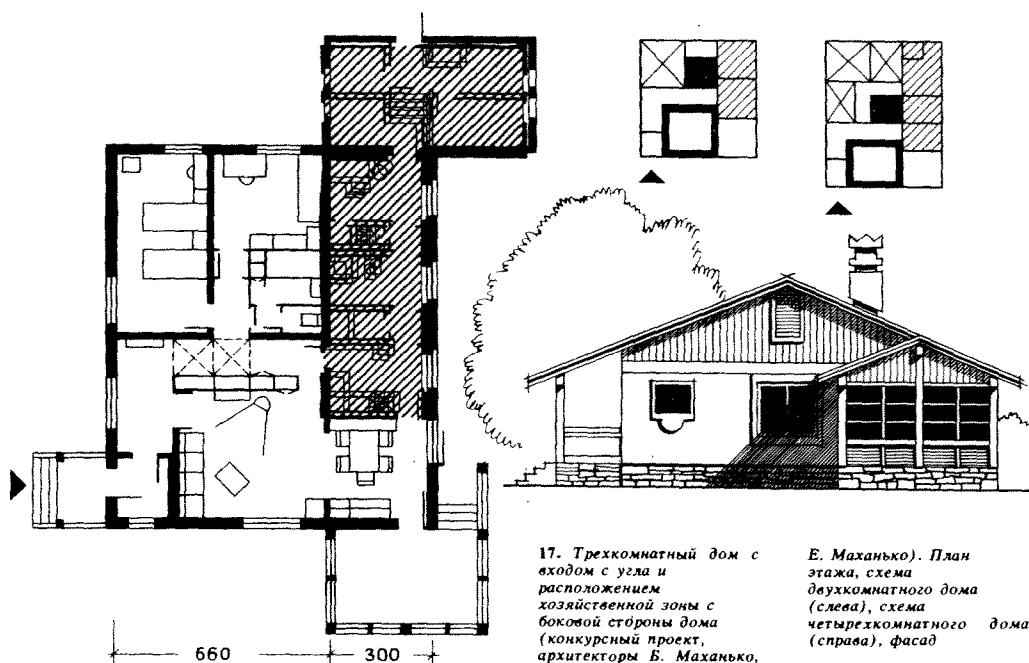 17. Трехкомнатный дом с
входом с угла и
расположением
хозяйственной зоны с
боковой стороны дома
(конкурсный проект,
архитекторы Б. Маханько,
Е. Маханько). План
этажа, схема
двухкомнатного дома
(слева), схема
четырехкомнатного дома
(справа), фасад
660
300